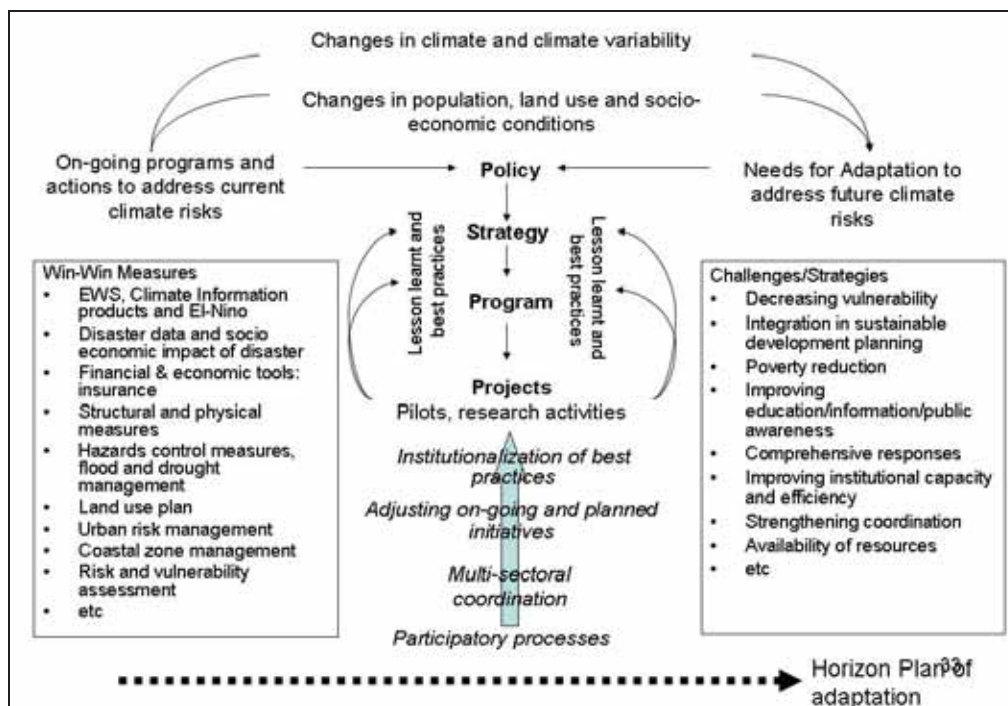 Changes in climate and climate variability
Changes in population, land use and socio-
economic conditions
On-going programs and
actions to address current
climate risks
Policy
Needs for Adaptation to
address future climate
risks
Strategy
Program
Projects
Pilots, research activities
Lesson learnt and
best practices
Lesson learnt and
best practices
Win-Win Measures
• EWS, Climate Information
products and El-Nino
• Disaster data and socio
economic impact of disaster
• Financial & economic tools:
insurance
• Structural and physical
measures
• Hazards control measures,
flood and drought
management
• Land use plan
• Urban risk management
• Coastal zone management
• Risk and vulnerability
assessment
• etc
Institutionalization of best
practices
Adjusting on-going and planned
initiatives
Multi-sectoral
coordination
Participatory processes
Challenges/Strategies
• Decreasing vulnerability
• Integration in sustainable
development planning
• Poverty reduction
• Improving
education/information/public
awareness
• Comprehensive responses
• Improving institutional capacity
and efficiency
• Strengthening coordination
• Availability of resources
• etc
Horizon Plan of
adaptation
33